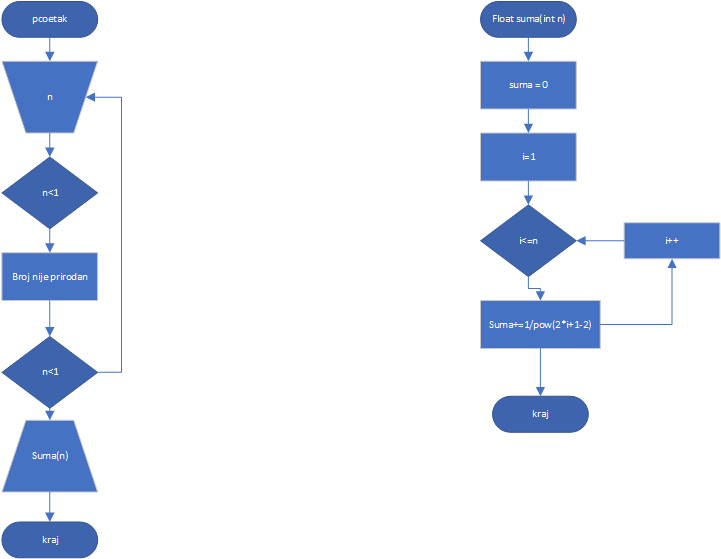 pcoetak
n
n<1
Broj nije prirodan
n<1
Suma(n)
kraj
Float suma(int n)
suma = 0
i=1
i<=n
i++
Suma+=1/pow(2*i+1-2)
kraj